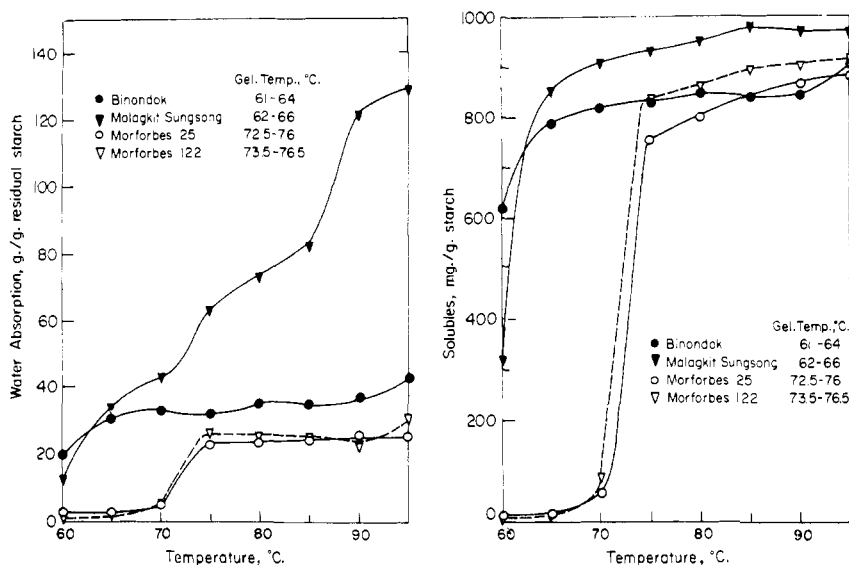 150
140
120
100
80
60
40
20
0
60 70 80 90
Temperature, °C.
Water Absorption, g./g. residual starch
Gel. Temp., °C.
Binondok 61-64
Malagkit Sungsong 62-66
Morforbes 25 72.5-76
Morforbes 122 73.5-76.5
1000
800
600
400
200
0
60 70 80 90
Temperature, °C.
Solubles, mg./g. starch
Gel. Temp., °C.
Binondok 61-64
Malagkit Sungsong 62-66
Morforbes 25 72.5-76
Morforbes 122 73.5-76.5